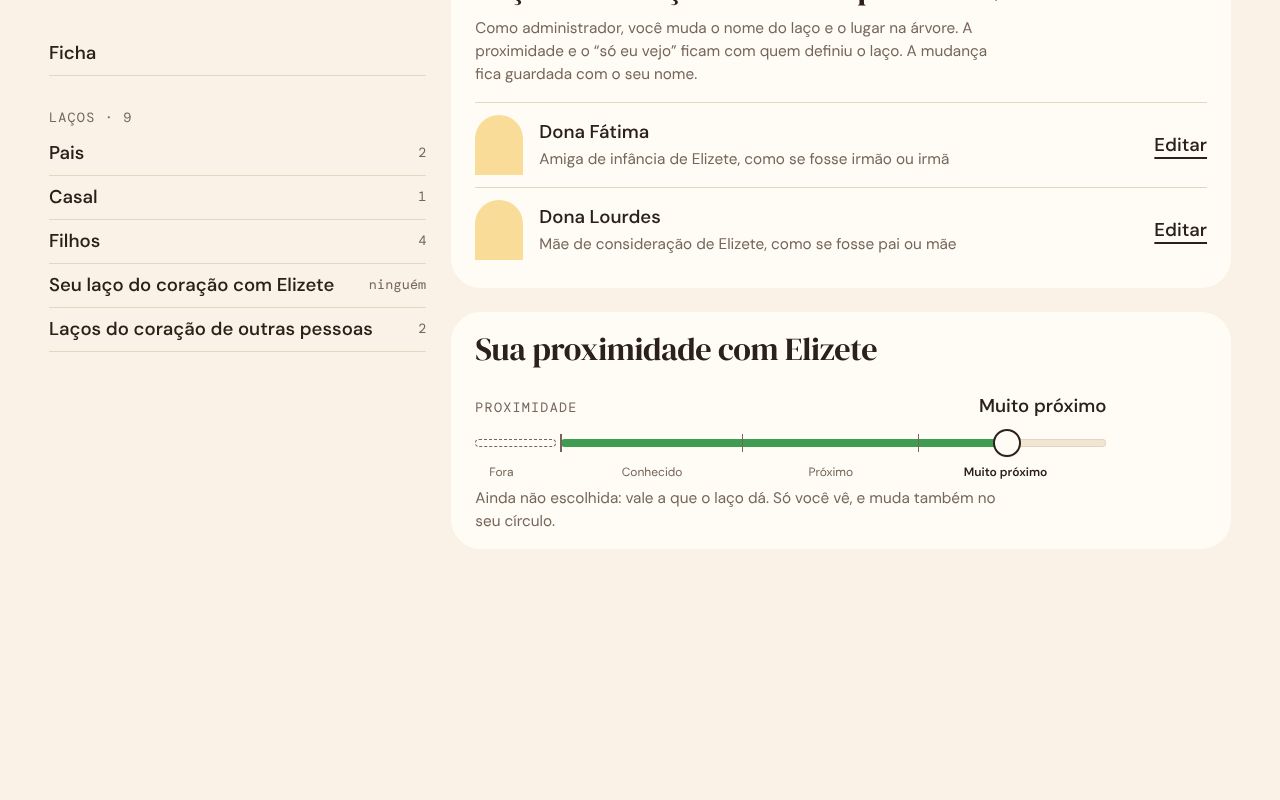 Ficha
LAÇOS · 9
Pais 2
Casal 1
Filhos 4
Seu laço do coração com Elizete ninguém
Laços do coração de outras pessoas 2
Como administrador, você muda o nome do laço e o lugar na árvore. A
proximidade e o “só eu vejo” ficam com quem definiu o laço. A mudança
fica guardada com o seu nome.
Dona Fátima
Amiga de infância de Elizete, como se fosse irmão ou irmã
Editar
Dona Lourdes
Mãe de consideração de Elizete, como se fosse pai ou mãe
Editar
Sua proximidade com Elizete
PROXIMIDADE Muito próximo
Fora Conhecido Próximo Muito próximo
Ainda não escolhida: vale a que o laço dá. Só você vê, e muda também no
seu círculo.